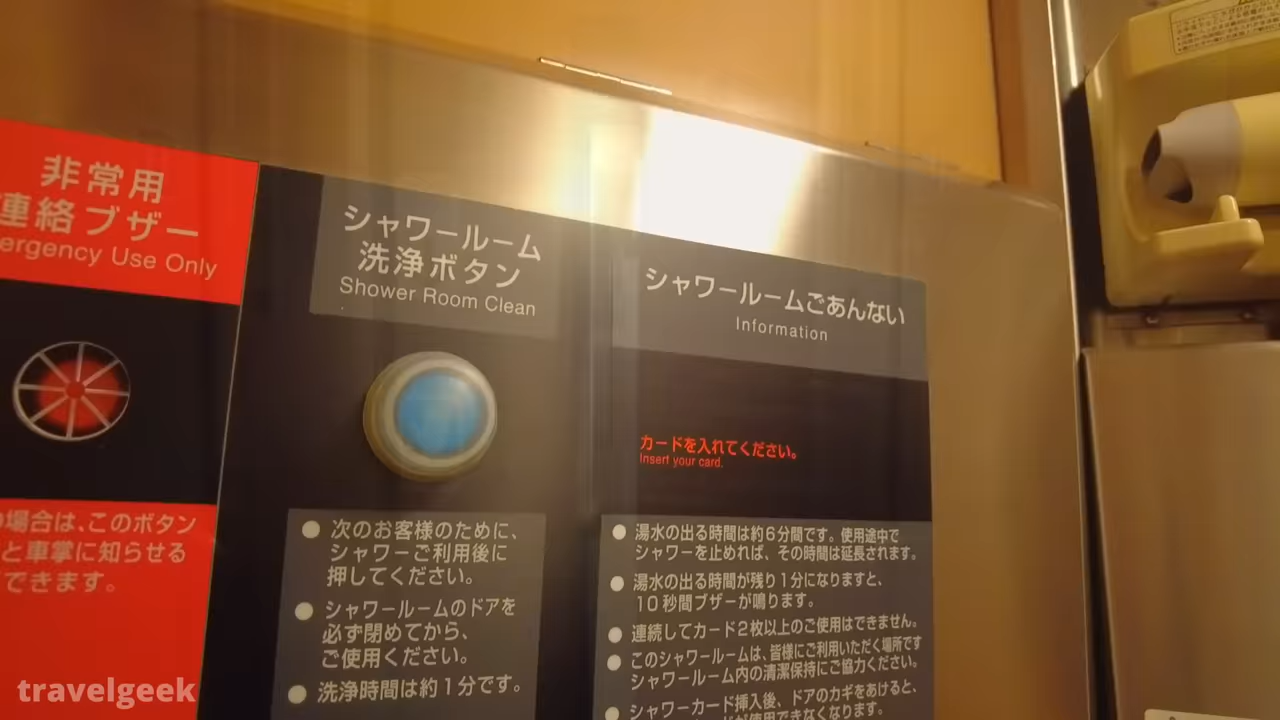 非常用
連絡ブザー
ergency Use Only
場合は、このボタン
と車掌に知らせる
できます。
シャワールーム
洗浄ボタン
Shower Room Clean
● 次のお客様のために、
シャワーご利用後に
押してください。
● シャワールームのドアを
必ず閉めてから、
ご使用ください。
● 洗浄時間は約1分です。
シャワールームごあんない
Information
カードを入れてください。
Insert your card.
● 湯水の出る時間は約6分間です。使用途中で
シャワーを止めれば、その時間は延長されます。
● 湯水の出る時間が残り1分になりますと、
10秒間ブザーが鳴ります。
● 連続してカード2枚以上のご使用はできません。
● このシャワールームは、皆様にご利用いただく場所です
シャワールーム内の清潔保持にご協力ください。
● シャワーカード挿入後、ドアのカギをあけると、
使用できなくなります。
travelgeek